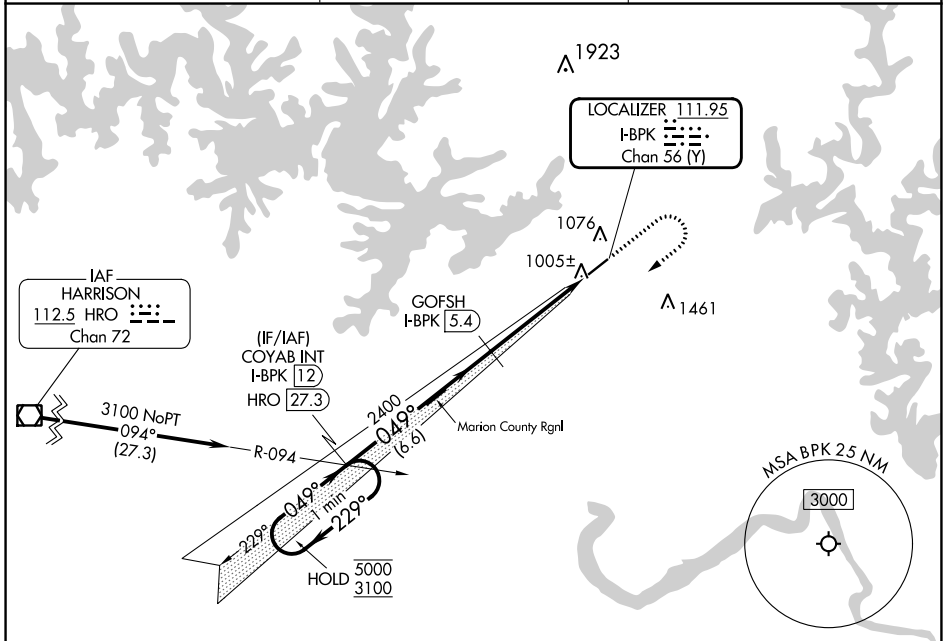 1923
LOCALIZER 111.95
I-BPK
Chan 56 (Y)
1076
1005±
1461
IAF
HARRISON
112.5 HRO
Chan 72
GOFSH
I-BPK 5.4
(IF/IAF)
COYAB INT
I-BPK 12
HRO 27.3
3100 NoPT
094°
(27.3)
R-094
2400
049°
(6.6)
Marion County Rgnl
049°
229°
1 min
229°
HOLD 5000
3100
MSA BPK 25 NM
3000